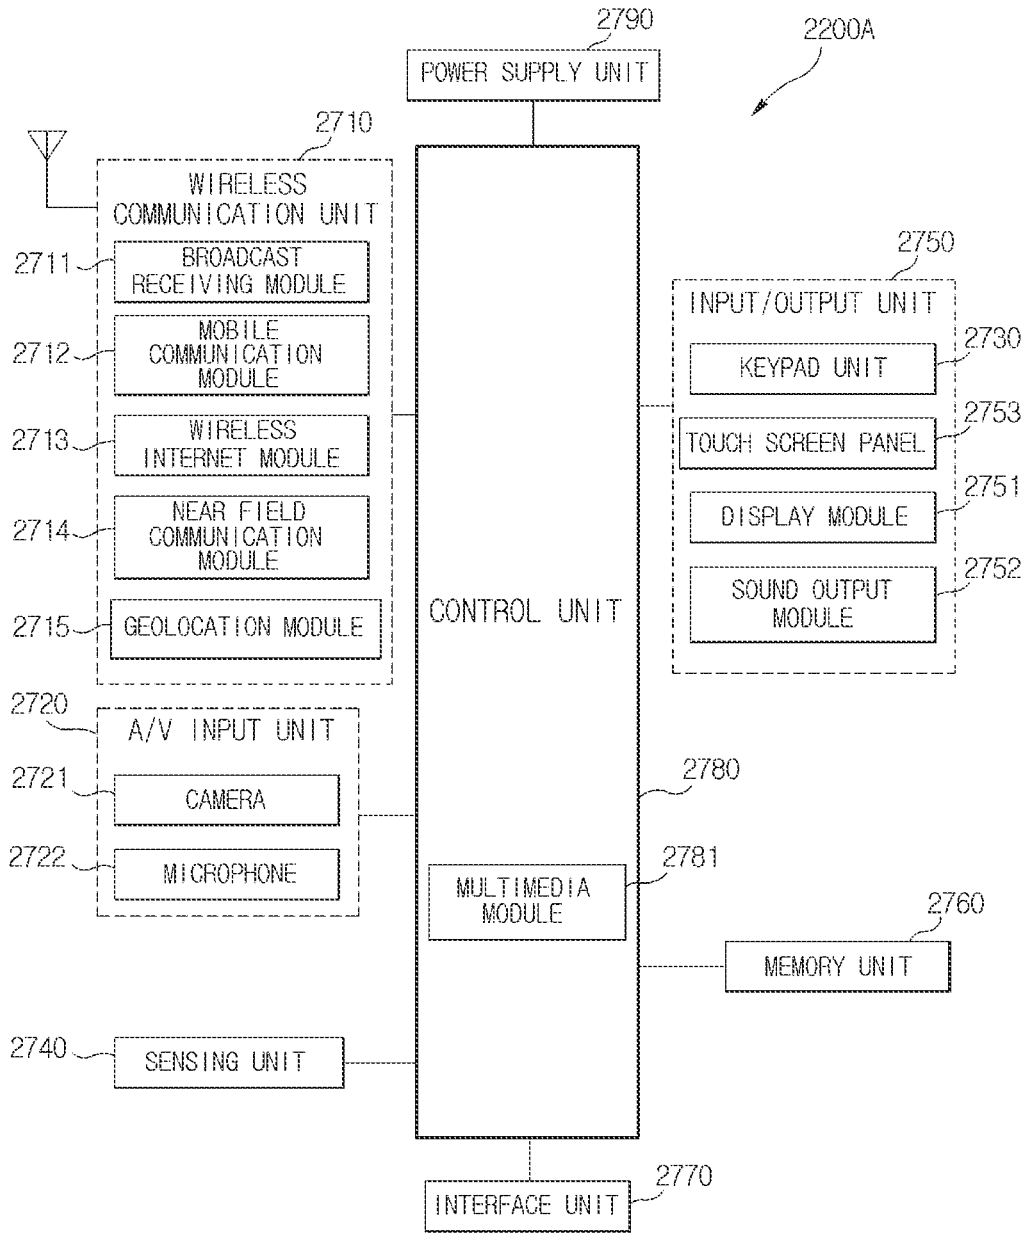 2790
2200A
POWER SUPPLY UNIT
2710
WIRELESS
COMMUNICATION UNIT
2711
BROADCAST
RECEIVING MODULE
2712
MOBILE
COMMUNICATION
MODULE
2713
WIRELESS
INTERNET MODULE
2714
NEAR FIELD
COMMUNICATION
MODULE
2715
GEOLOCATION MODULE
2720
A/V INPUT UNIT
2721
CAMERA
2722
MICROPHONE
2740
SENSING UNIT
CONTROL UNIT
2780
2781
MULTIMEDIA
MODULE
2750
INPUT/OUTPUT UNIT
2730
KEYPAD UNIT
2753
TOUCH SCREEN PANEL
2751
DISPLAY MODULE
2752
SOUND OUTPUT
MODULE
2760
MEMORY UNIT
2770
INTERFACE UNIT